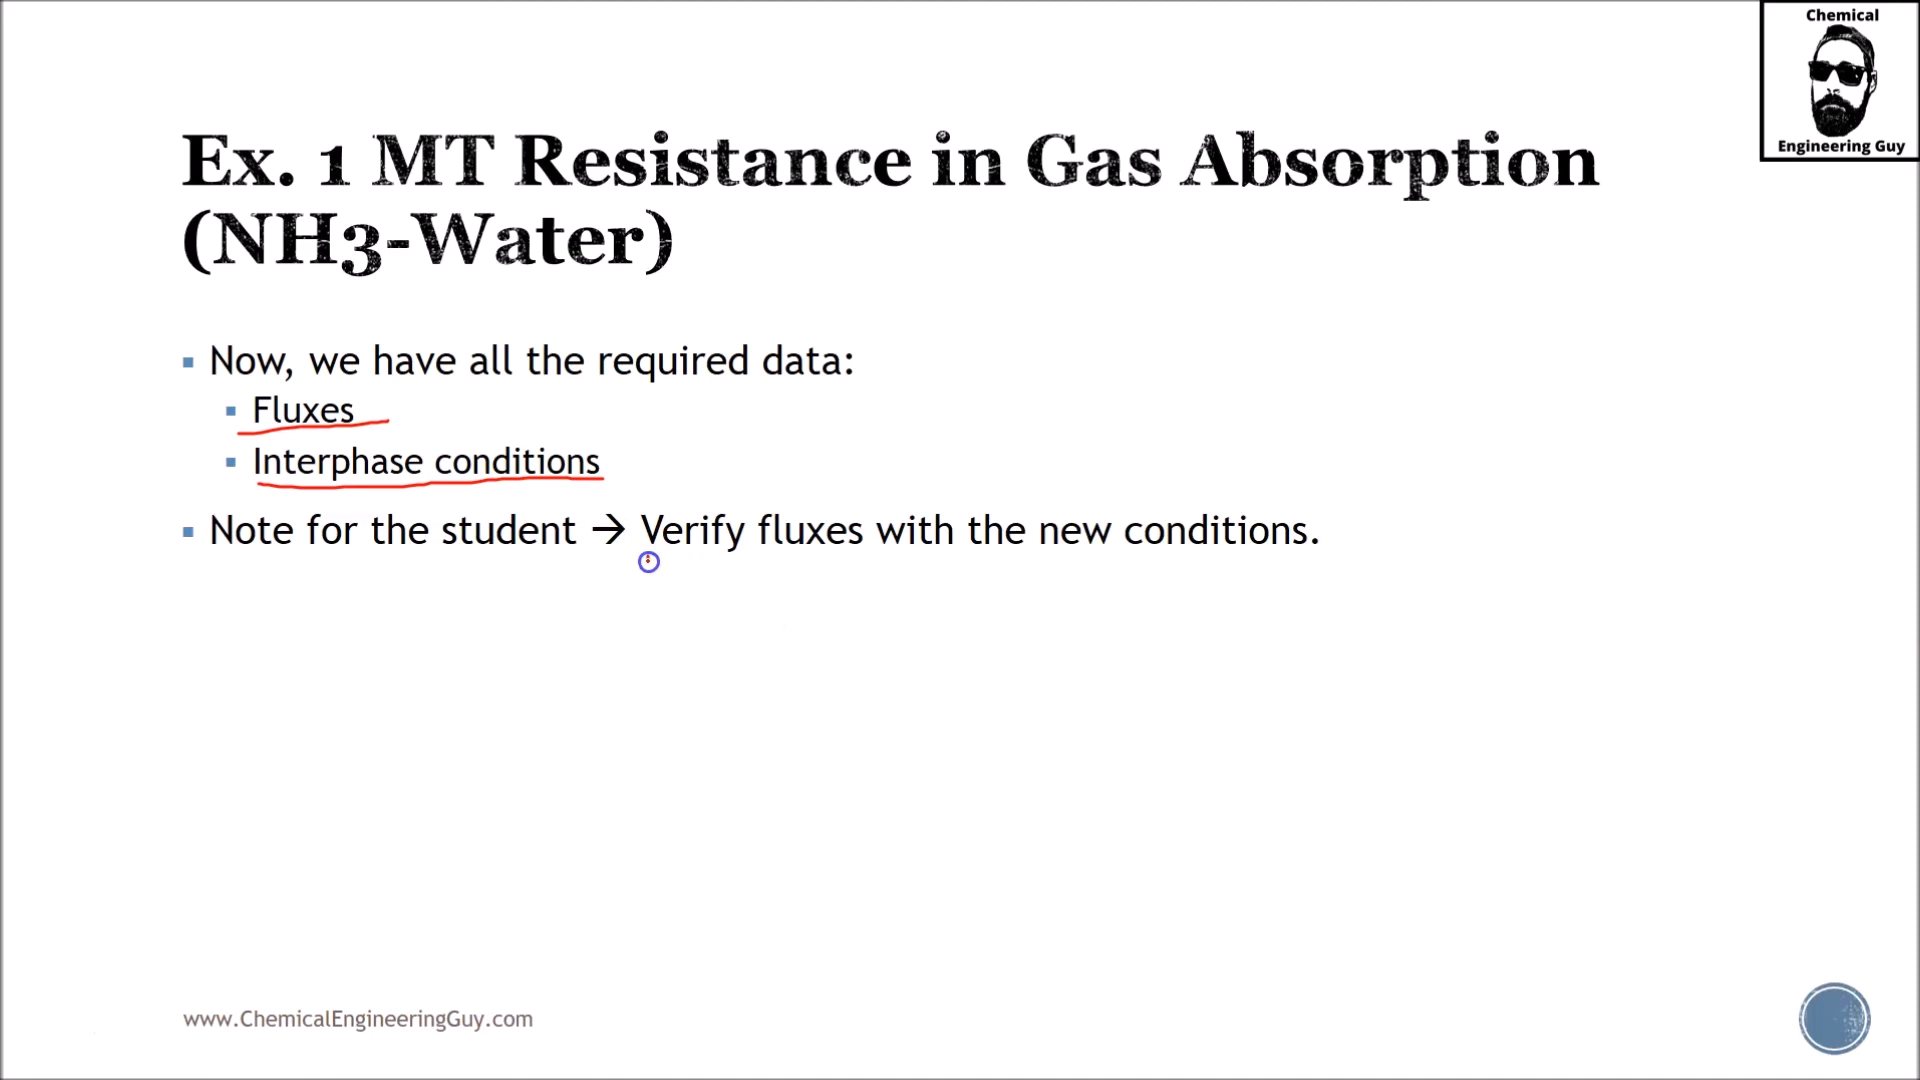 Chemical
Engineering Guy
Ex. 1 MT Resistance in Gas Absorption
(NH3-Water)
Now, we have all the required data:
Fluxes
Interphase conditions
Note for the student → Verify fluxes with the new conditions.
www.ChemicalEngineeringGuy.com